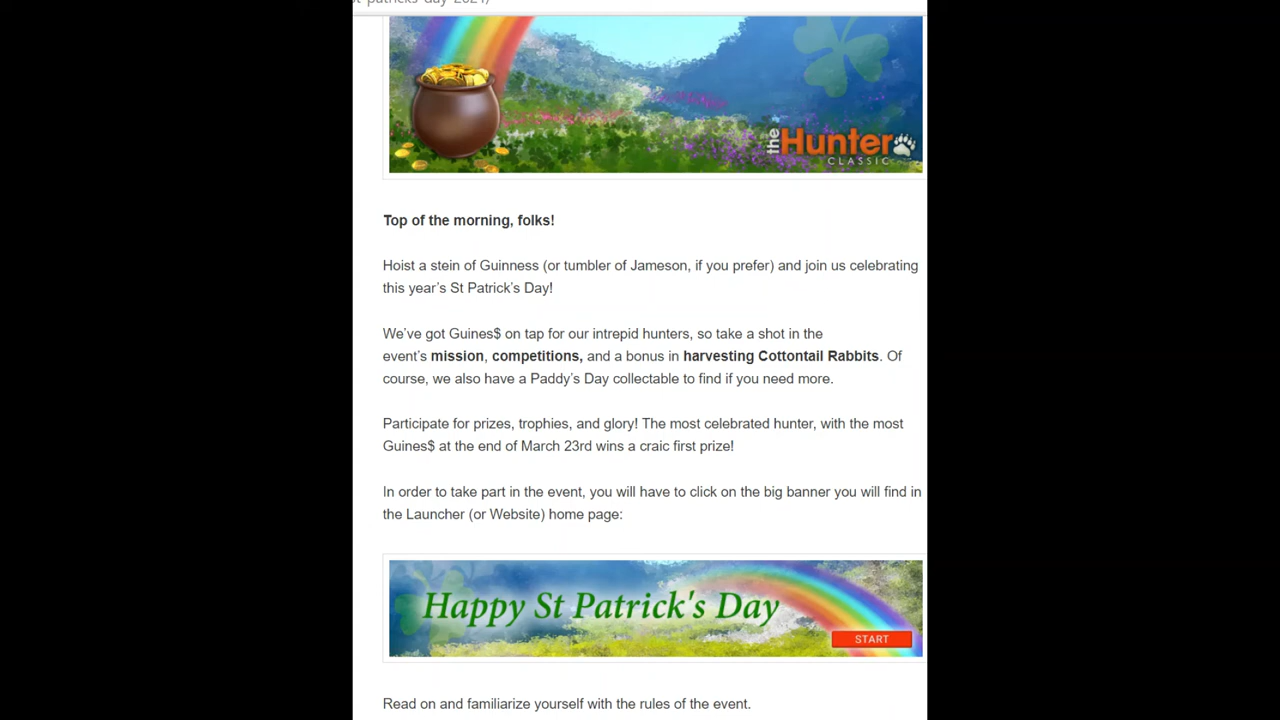 the Hunter
CLASSIC
Top of the morning, folks!
Hoist a stein of Guinness (or tumbler of Jameson, if you prefer) and join us celebrating
this year’s St Patrick’s Day!
We’ve got Guines$ on tap for our intrepid hunters, so take a shot in the
event’s mission, competitions, and a bonus in harvesting Cottontail Rabbits. Of
course, we also have a Paddy’s Day collectable to find if you need more.
Participate for prizes, trophies, and glory! The most celebrated hunter, with the most
Guines$ at the end of March 23rd wins a craic first prize!
In order to take part in the event, you will have to click on the big banner you will find in
the Launcher (or Website) home page:
Happy St Patrick's Day
START
Read on and familiarize yourself with the rules of the event.